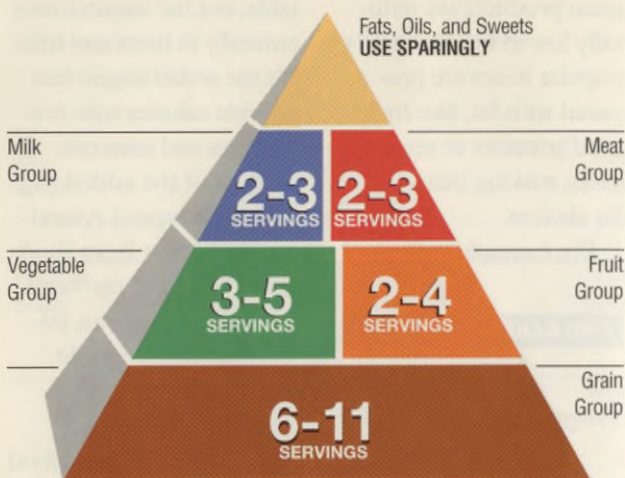 Fats, Oils, and Sweets
USE SPARINGLY
Milk
Group
Meat
Group
2-3
SERVINGS
2-3
SERVINGS
Vegetable
Group
Fruit
Group
3-5
SERVINGS
2-4
SERVINGS
Grain
Group
6-11
SERVINGS